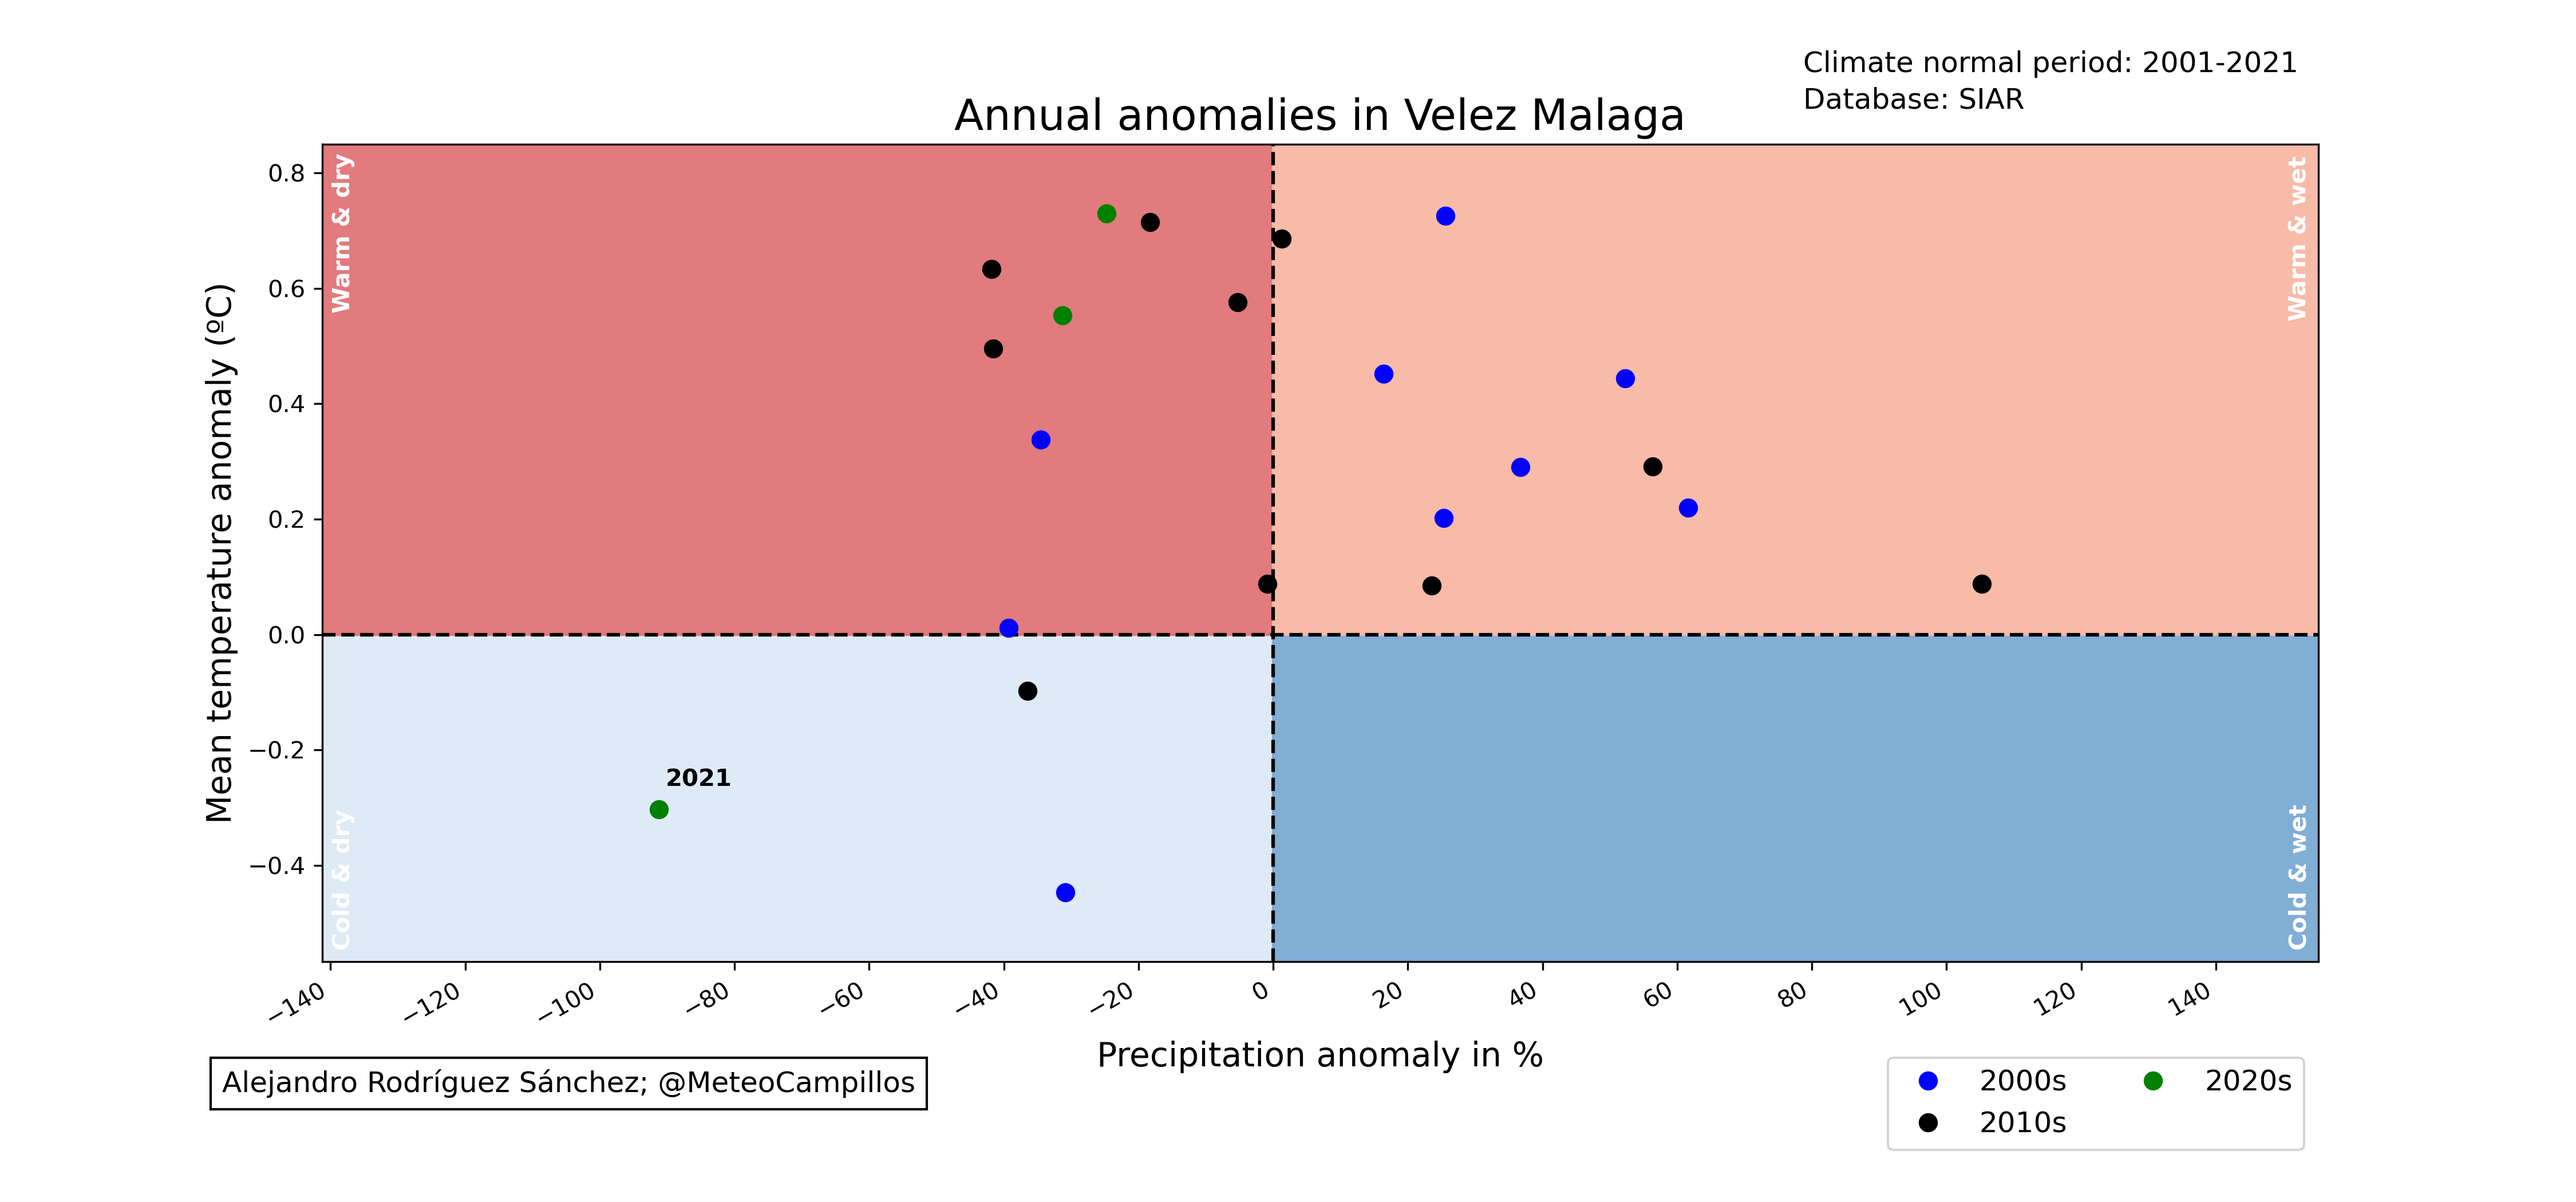 Climate normal period: 2001-2021
Database: SIAR
Annual anomalies in Velez Malaga
Warm & dry
Warm & wet
Mean temperature anomaly (ºC)
0.8
0.6
0.4
0.2
0.0
−0.2
−0.4
2021
Cold & dry
Cold & wet
−140 −120 −100 −80 −60 −40 −20 0 20 40 60 80 100 120 140
Precipitation anomaly in %
Alejandro Rodríguez Sánchez; @MeteoCampillos
2000s 2020s
2010s